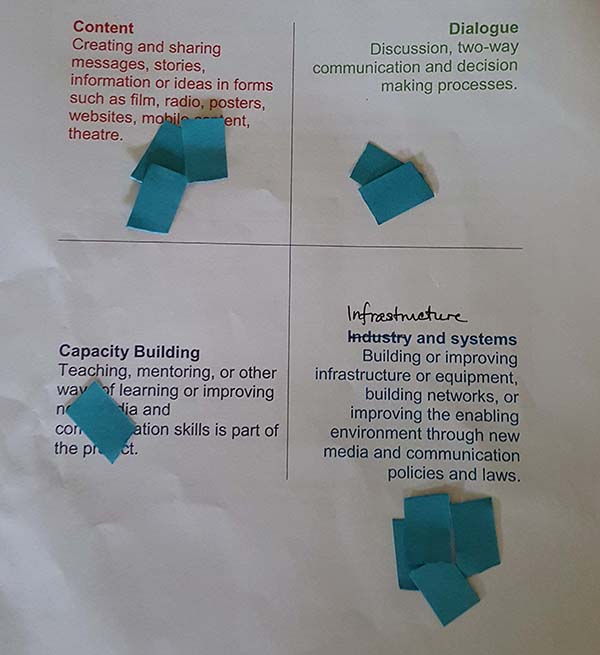 Content
Creating and sharing
messages, stories,
information or ideas in forms
such as film, radio, posters,
websites, mobile content,
theatre.
Dialogue
Discussion, two-way
communication and decision
making processes.
Capacity Building
Teaching, mentoring, or other
way of learning or improving
and
skills is part of
the
Infrastructure
Industry and systems
Building or improving
infrastructure or equipment,
building networks, or
improving the enabling
environment through new
media and communication
policies and laws.